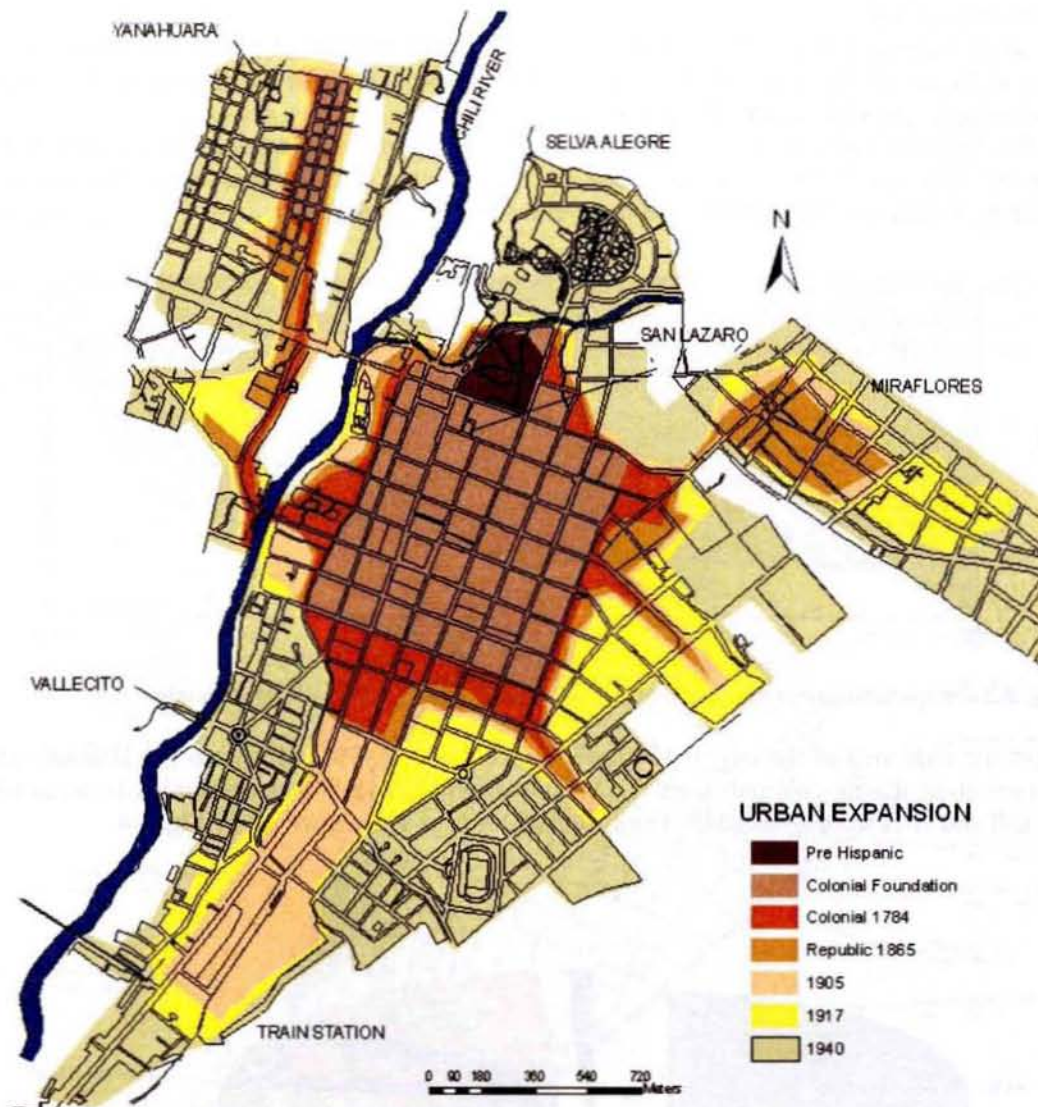 YANAHUARA
CHILI RIVER
SELVA ALEGRE
N
SAN LAZARO
MIRAFLORES
VALLECITO
URBAN EXPANSION
Pre Hispanic
Colonial Foundation
Colonial 1784
Republic 1865
1905
1917
1940
TRAIN STATION
0 90 180 360 540 720
Meters